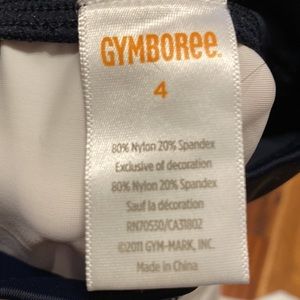 GYMBOREE
4
80% Nylon 20% Spandex
Exclusive of decoration
80% Nylon 20% Spandex
Sauf la décoration
RN70530/CA31802
©2011 GYM-MARK, INC.
Made in China